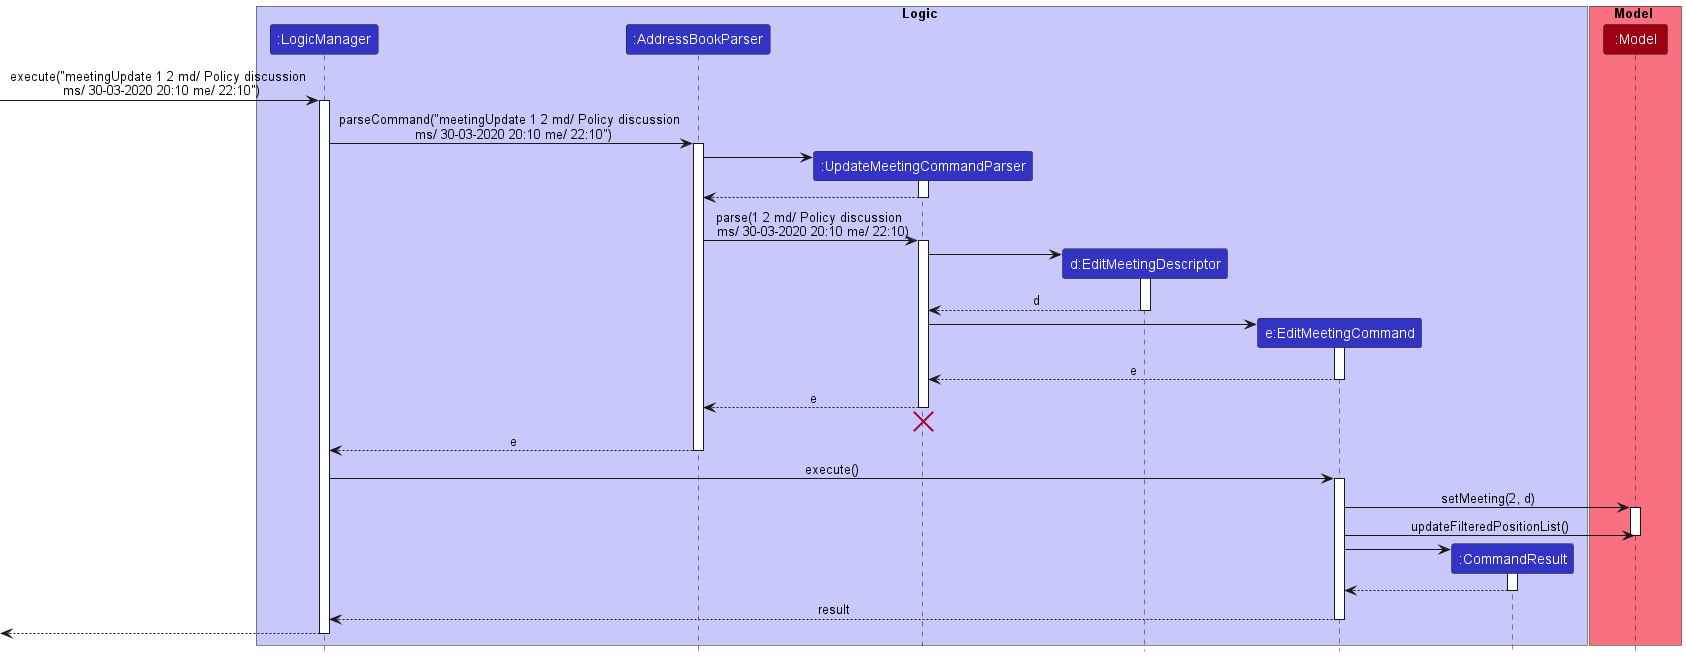 Logic
Model
:LogicManager
:AddressBookParser
:Model
execute("meetingUpdate 1 2 md/ Policy discussion
ms/ 30-03-2020 20:10 me/ 22:10")
parseCommand("meetingUpdate 1 2 md/ Policy discussion
ms/ 30-03-2020 20:10 me/ 22:10")
:UpdateMeetingCommandParser
parse(1 2 md/ Policy discussion
ms/ 30-03-2020 20:10 me/ 22:10)
d:EditMeetingDescriptor
d
e:EditMeetingCommand
e
e
e
execute()
setMeeting(2, d)
updateFilteredPositionList()
:CommandResult
result